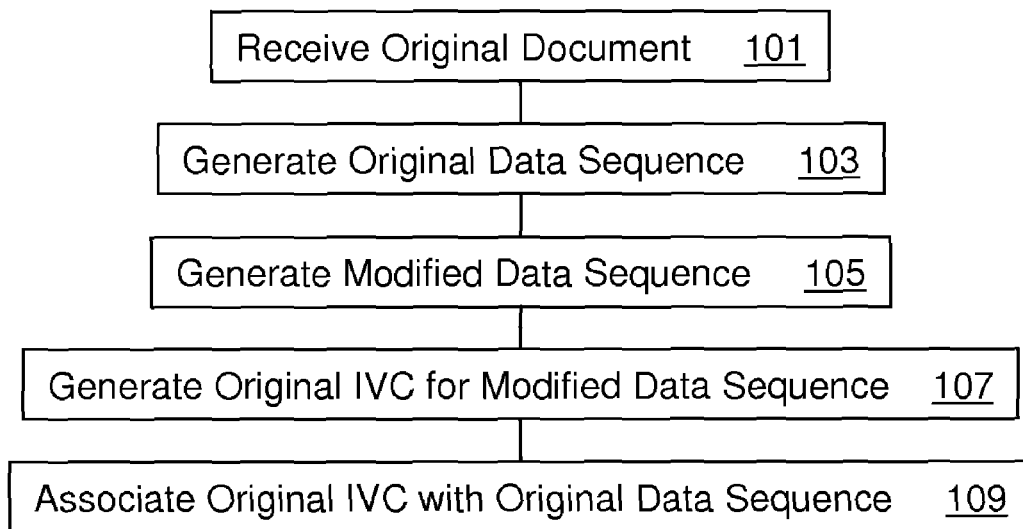 Receive Original Document 101
Generate Original Data Sequence 103
Generate Modified Data Sequence 105
Generate Original IVC for Modified Data Sequence 107
Associate Original IVC with Original Data Sequence 109